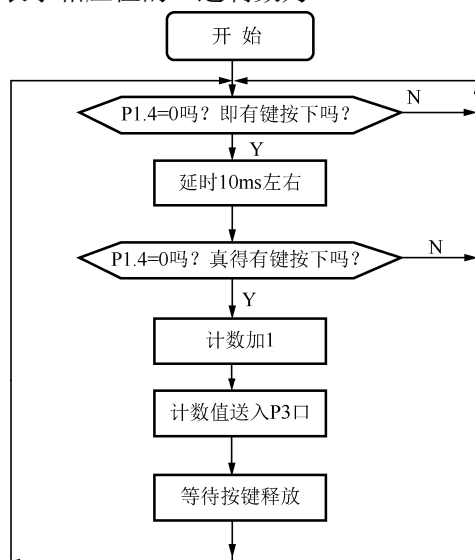 开 始
P1.4=0吗？即有键按下吗？
N
Y
延时10ms左右
P1.4=0吗？真得有键按下吗？
N
Y
计数加1
计数值送入P3口
等待按键释放